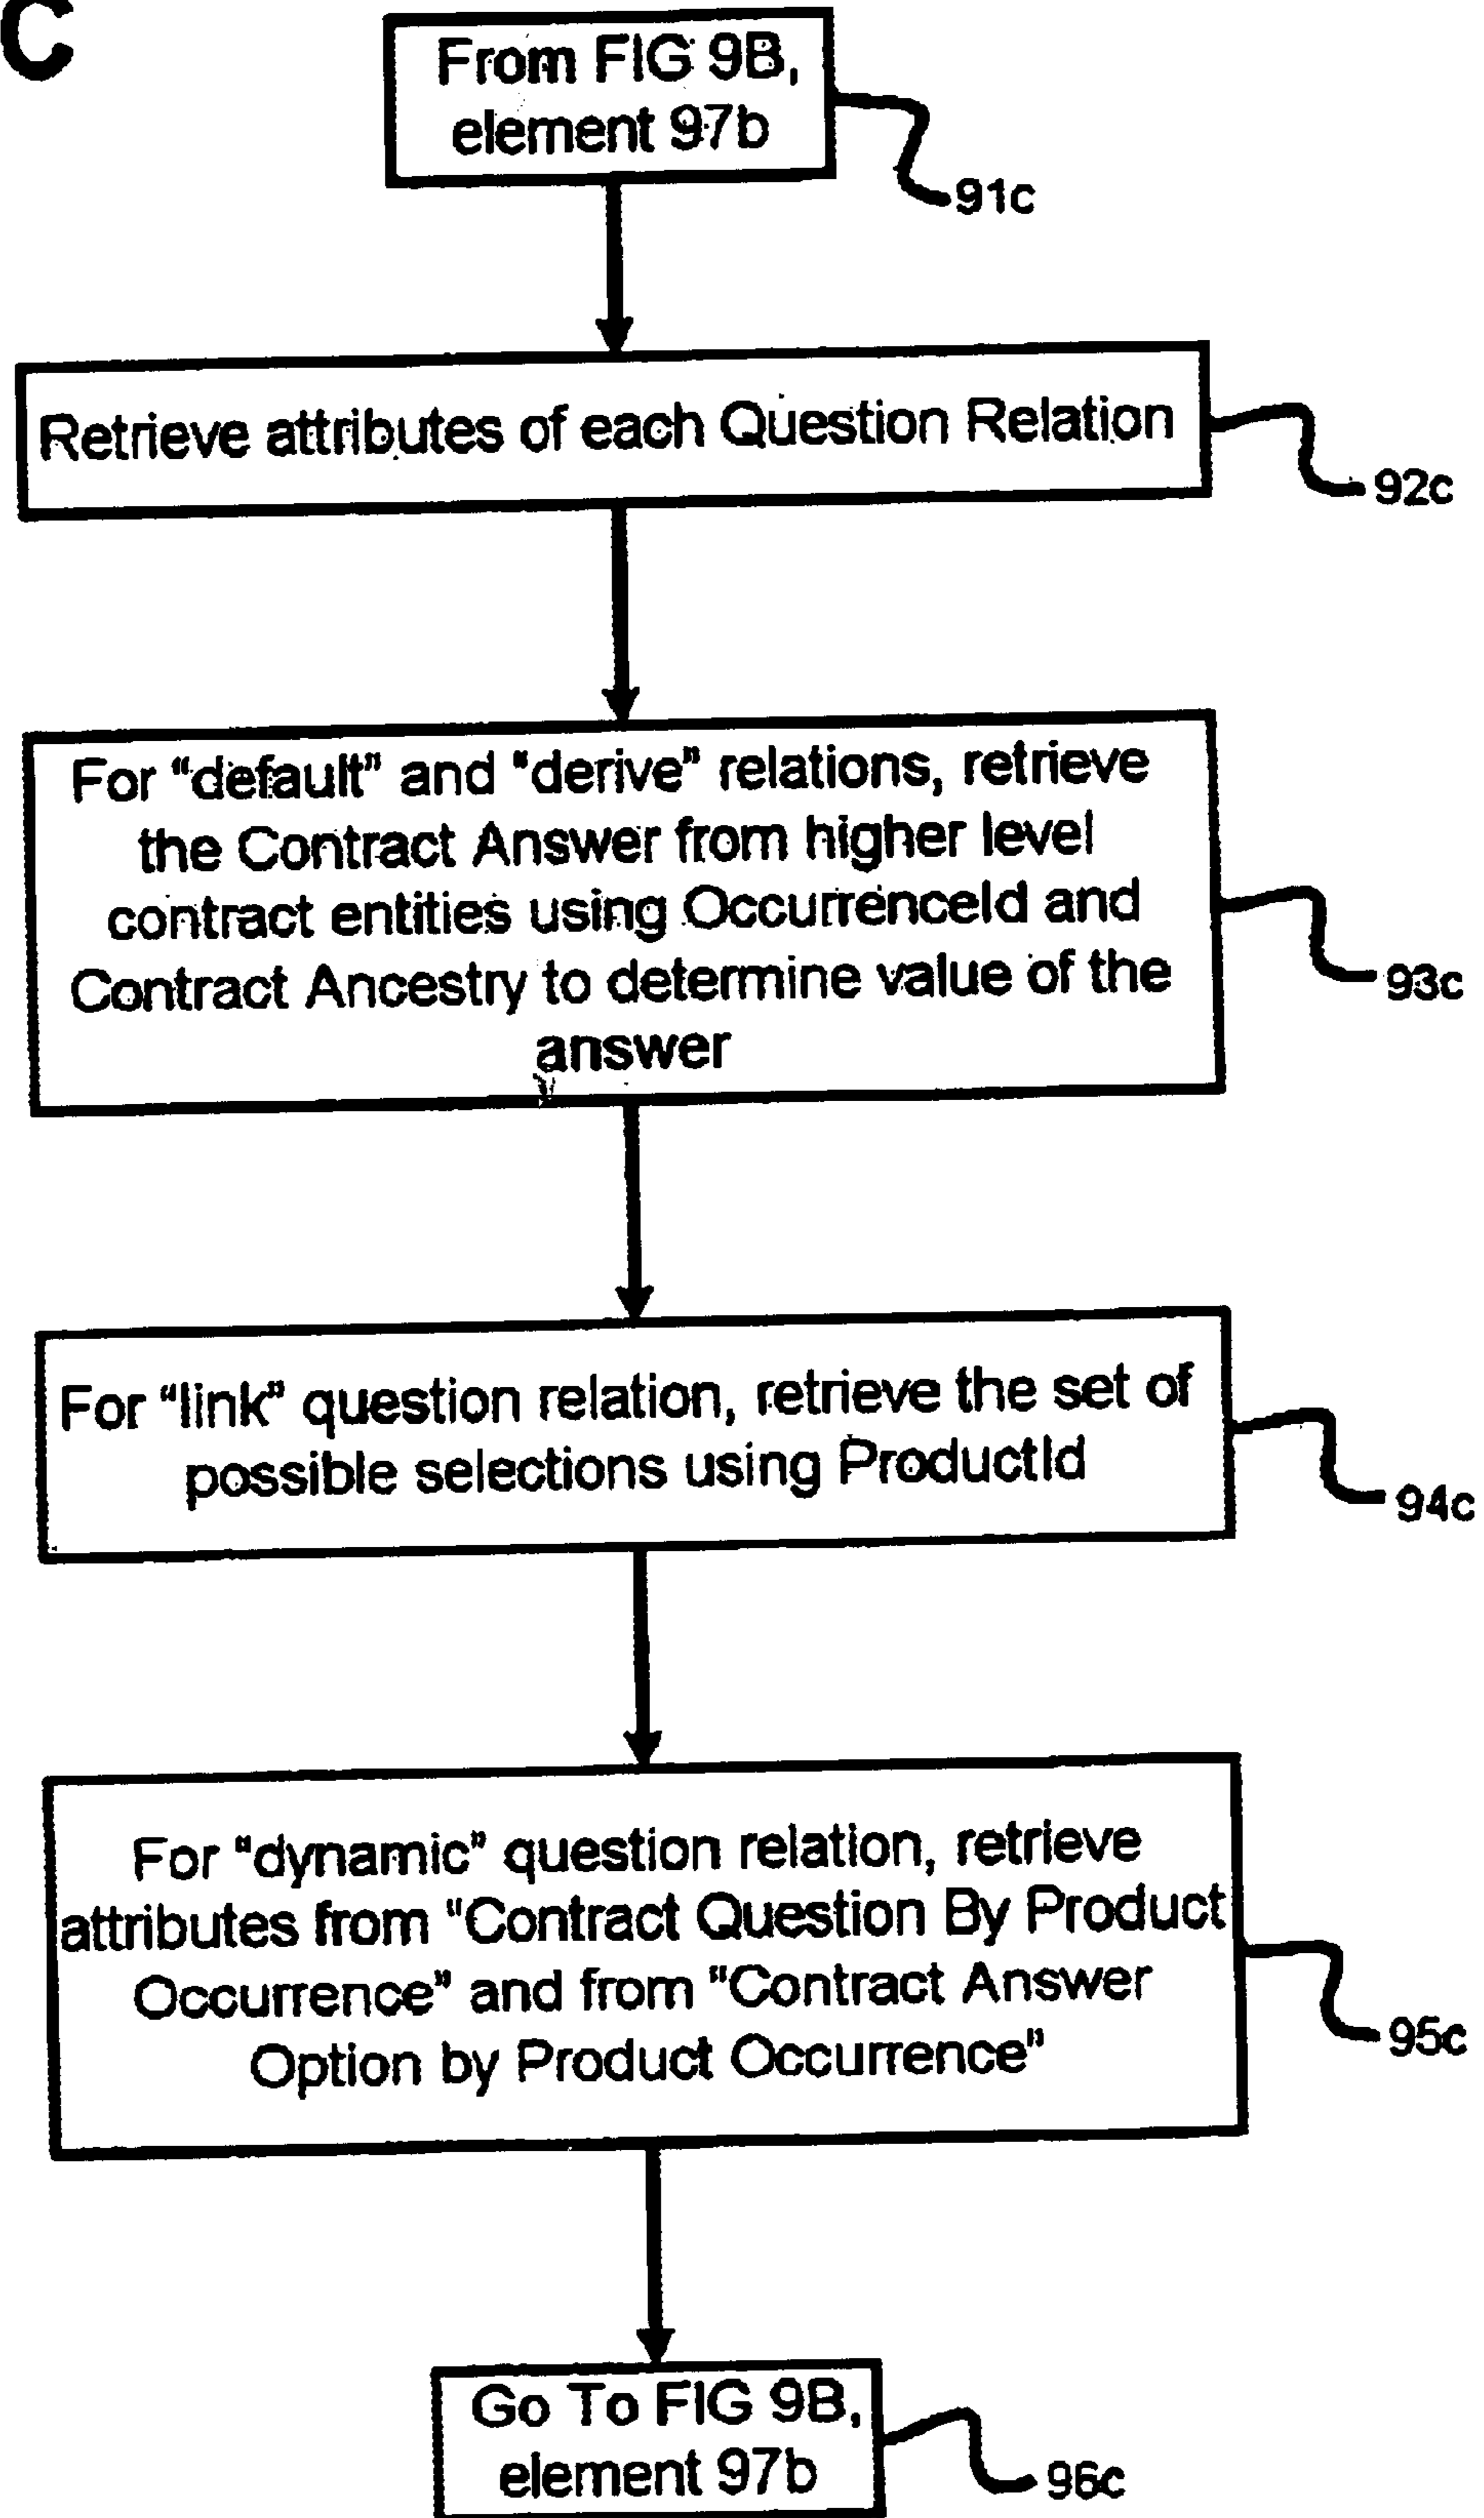 C
From FIG 9B,
element 97b
91c
Retrieve attributes of each Question Relation
92c
For "default" and "derive" relations, retrieve
the Contract Answer from higher level
contract entities using OccurrenceId and
Contract Ancestry to determine value of the
answer
93c
For "link" question relation, retrieve the set of
possible selections using ProductId
94c
For "dynamic" question relation, retrieve
attributes from "Contract Question By Product
Occurrence" and from "Contract Answer
Option by Product Occurrence"
95c
Go To FIG 9B,
element 97b
96c